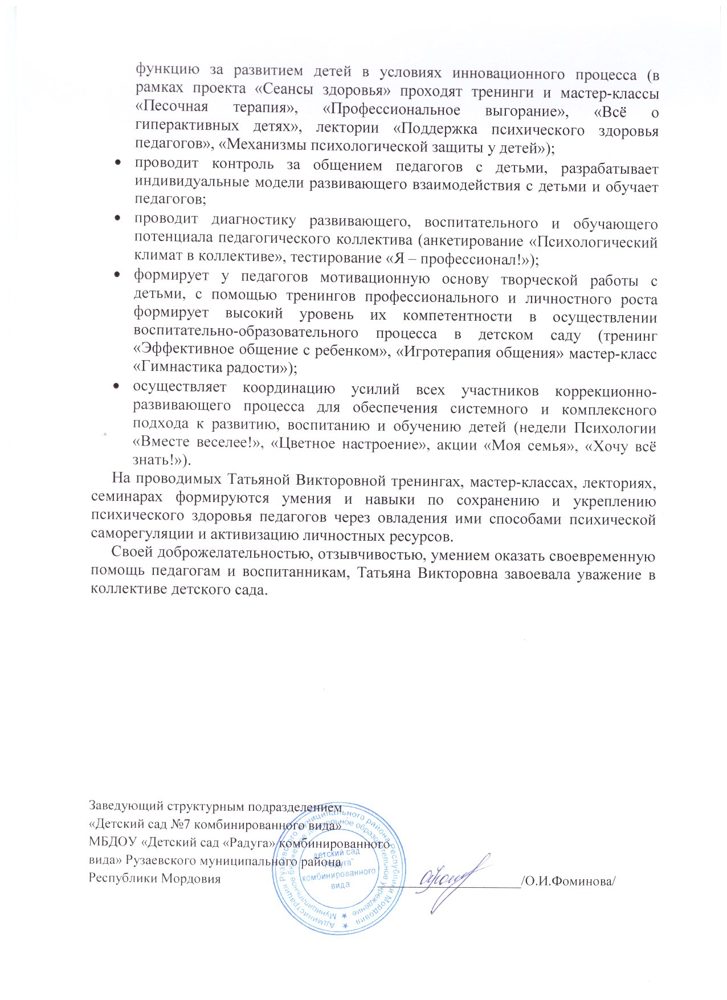 функцию за развитием детей в условиях инновационного процесса (в
рамках проекта «Сеансы здоровья» проходят тренинги и мастер-классы
«Песочная терапия», «Профессиональное выгорание», «Всё о
гиперактивных детях», лектории «Поддержка психического здоровья
педагогов», «Механизмы психологической защиты у детей»);
• проводит контроль за общением педагогов с детьми, разрабатывает
индивидуальные модели развивающего взаимодействия с детьми и обучает
педагогов;
• проводит диагностику развивающего, воспитательного и обучающего
потенциала педагогического коллектива (анкетирование «Психологический
климат в коллективе», тестирование «Я – профессионал!»);
• формирует у педагогов мотивационную основу творческой работы с
детьми, с помощью тренингов профессионального и личностного роста
формирует высокий уровень их компетентности в осуществлении
воспитательно-образовательного процесса в детском саду (тренинг
«Эффективное общение с ребенком», «Игротерапия общения» мастер-класс
«Гимнастика радости»);
• осуществляет координацию усилий всех участников коррекционно-
развивающего процесса для обеспечения системного и комплексного
подхода к развитию, воспитанию и обучению детей (недели Психологии
«Вместе веселее!», «Цветное настроение», акции «Моя семья», «Хочу всё
знать!»).
На проводимых Татьяной Викторовной тренингах, мастер-классах, лекториях,
семинарах формируются умения и навыки по сохранению и укреплению
психического здоровья педагогов через овладения ими способами психической
саморегуляции и активизацию личностных ресурсов.
Своей доброжелательностью, отзывчивостью, умением оказать своевременную
помощь педагогам и воспитанникам, Татьяна Викторовна завоевала уважение в
коллективе детского сада.
Заведующий структурным подразделением
«Детский сад №7 комбинированного вида»
МБДОУ «Детский сад «Радуга» комбинированного
вида» Рузаевского муниципального района
Республики Мордовия
/О.И.Фоминова/
Администрация Рузаевского муниципального района Республики Мордовия
Муниципальное бюджетное дошкольное образовательное учреждение
детский сад
"Радуга"
комбинированного
вида